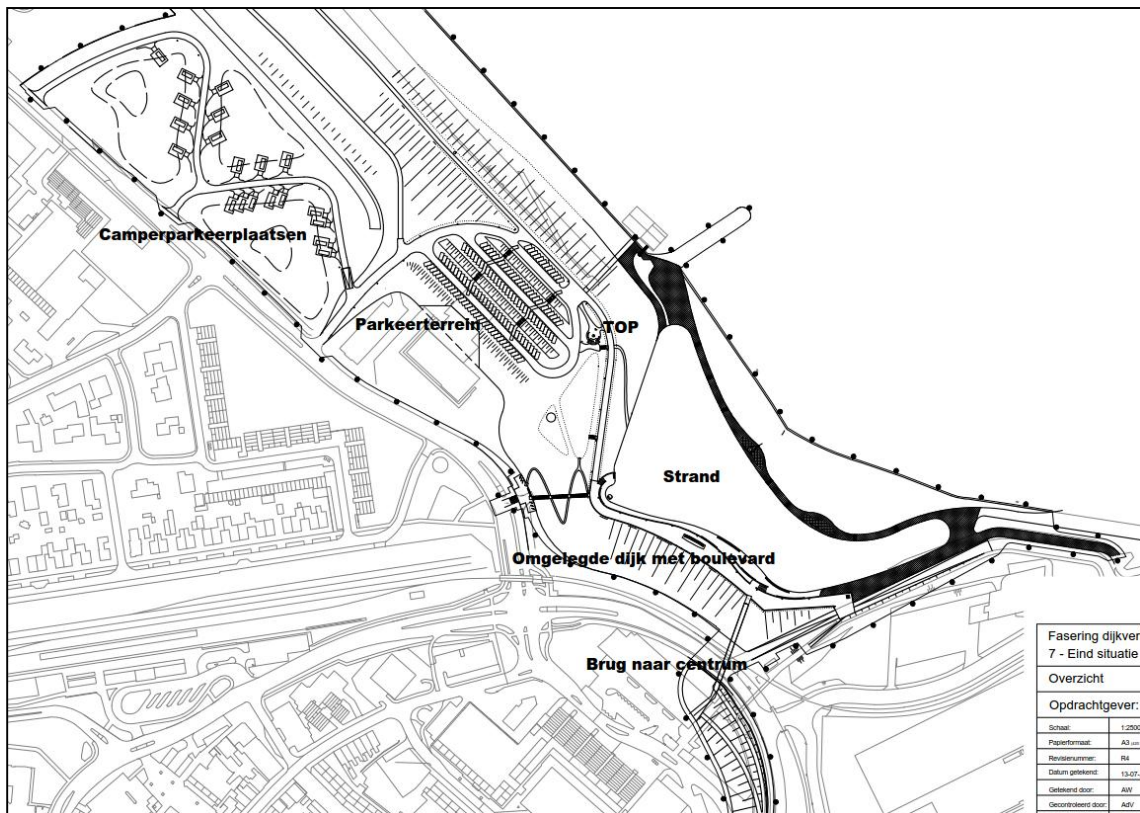 Camperparkeerplaatsen
Parkeerterrein
TOP
Strand
Omgelegde dijk met boulevard
Brug naar centrum
Fasering dijkver
7 - Eind situatie
Overzicht
Opdrachtgever:
Schaal: 1:2500
Papierformaat: A3
Revisienummer: R4
Datum getekend: 13-07-
Getekend door: AW
Gecontroleerd door: AdV